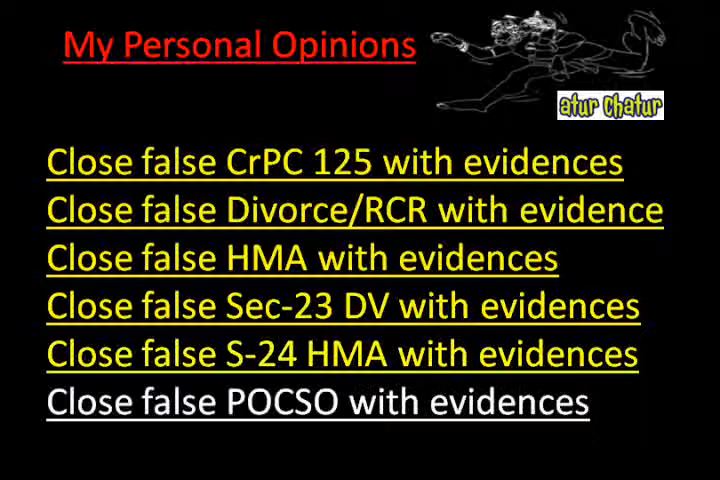 My Personal Opinions
atur Chatur
Close false CrPC 125 with evidences
Close false Divorce/RCR with evidence
Close false HMA with evidences
Close false Sec-23 DV with evidences
Close false S-24 HMA with evidences
Close false POCSO with evidences